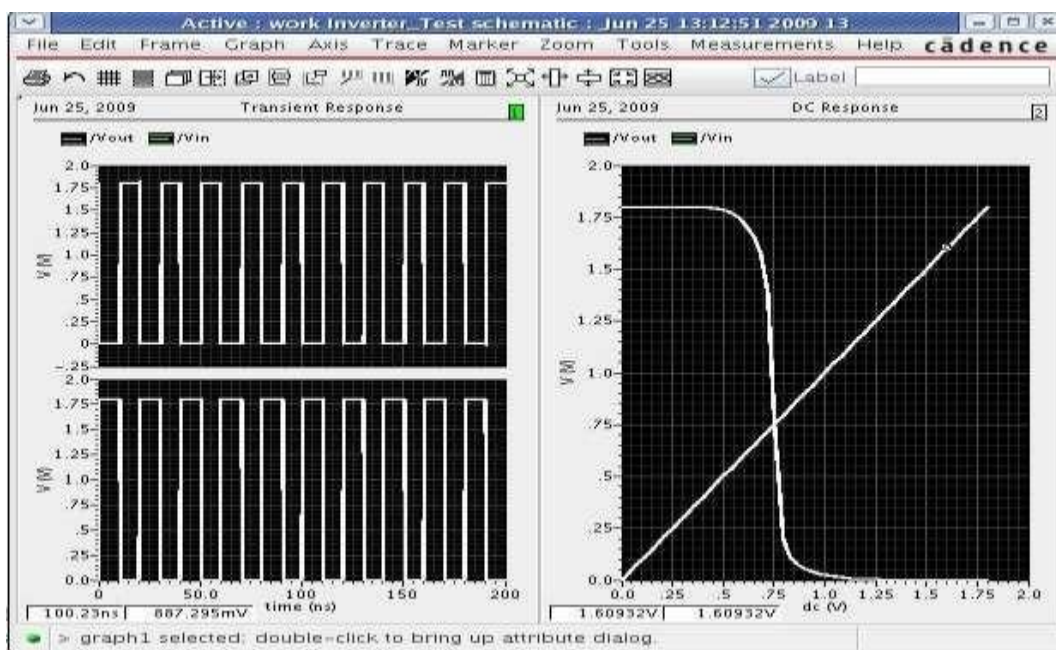 Active : work Inverter_Test schematic : Jun 25 13:12:51 2009 13
File Edit Frame Graph Axis Trace Marker Zoom Tools Measurements Help cādence
Label
Jun 25, 2009 Transient Response 1
/Vout /Vin
2.0
1.75
1.5
1.25
1.0
.75
.5
.25
0
-.25
V (V)
2.0
1.75
1.5
1.25
1.0
.75
.5
.25
0.0
V (V)
0 50.0 100 150 200
time (ns)
100.23ns 887.295mV
Jun 25, 2009 DC Response 2
/Vout /Vin
2.0
1.75
1.5
1.25
1.0
.75
.5
.25
0.0
V (V)
0.0 .25 .5 .75 1.0 1.25 1.5 1.75 2.0
dc (V)
1.60932V 1.60932V
> graph1 selected; double-click to bring up attribute dialog.